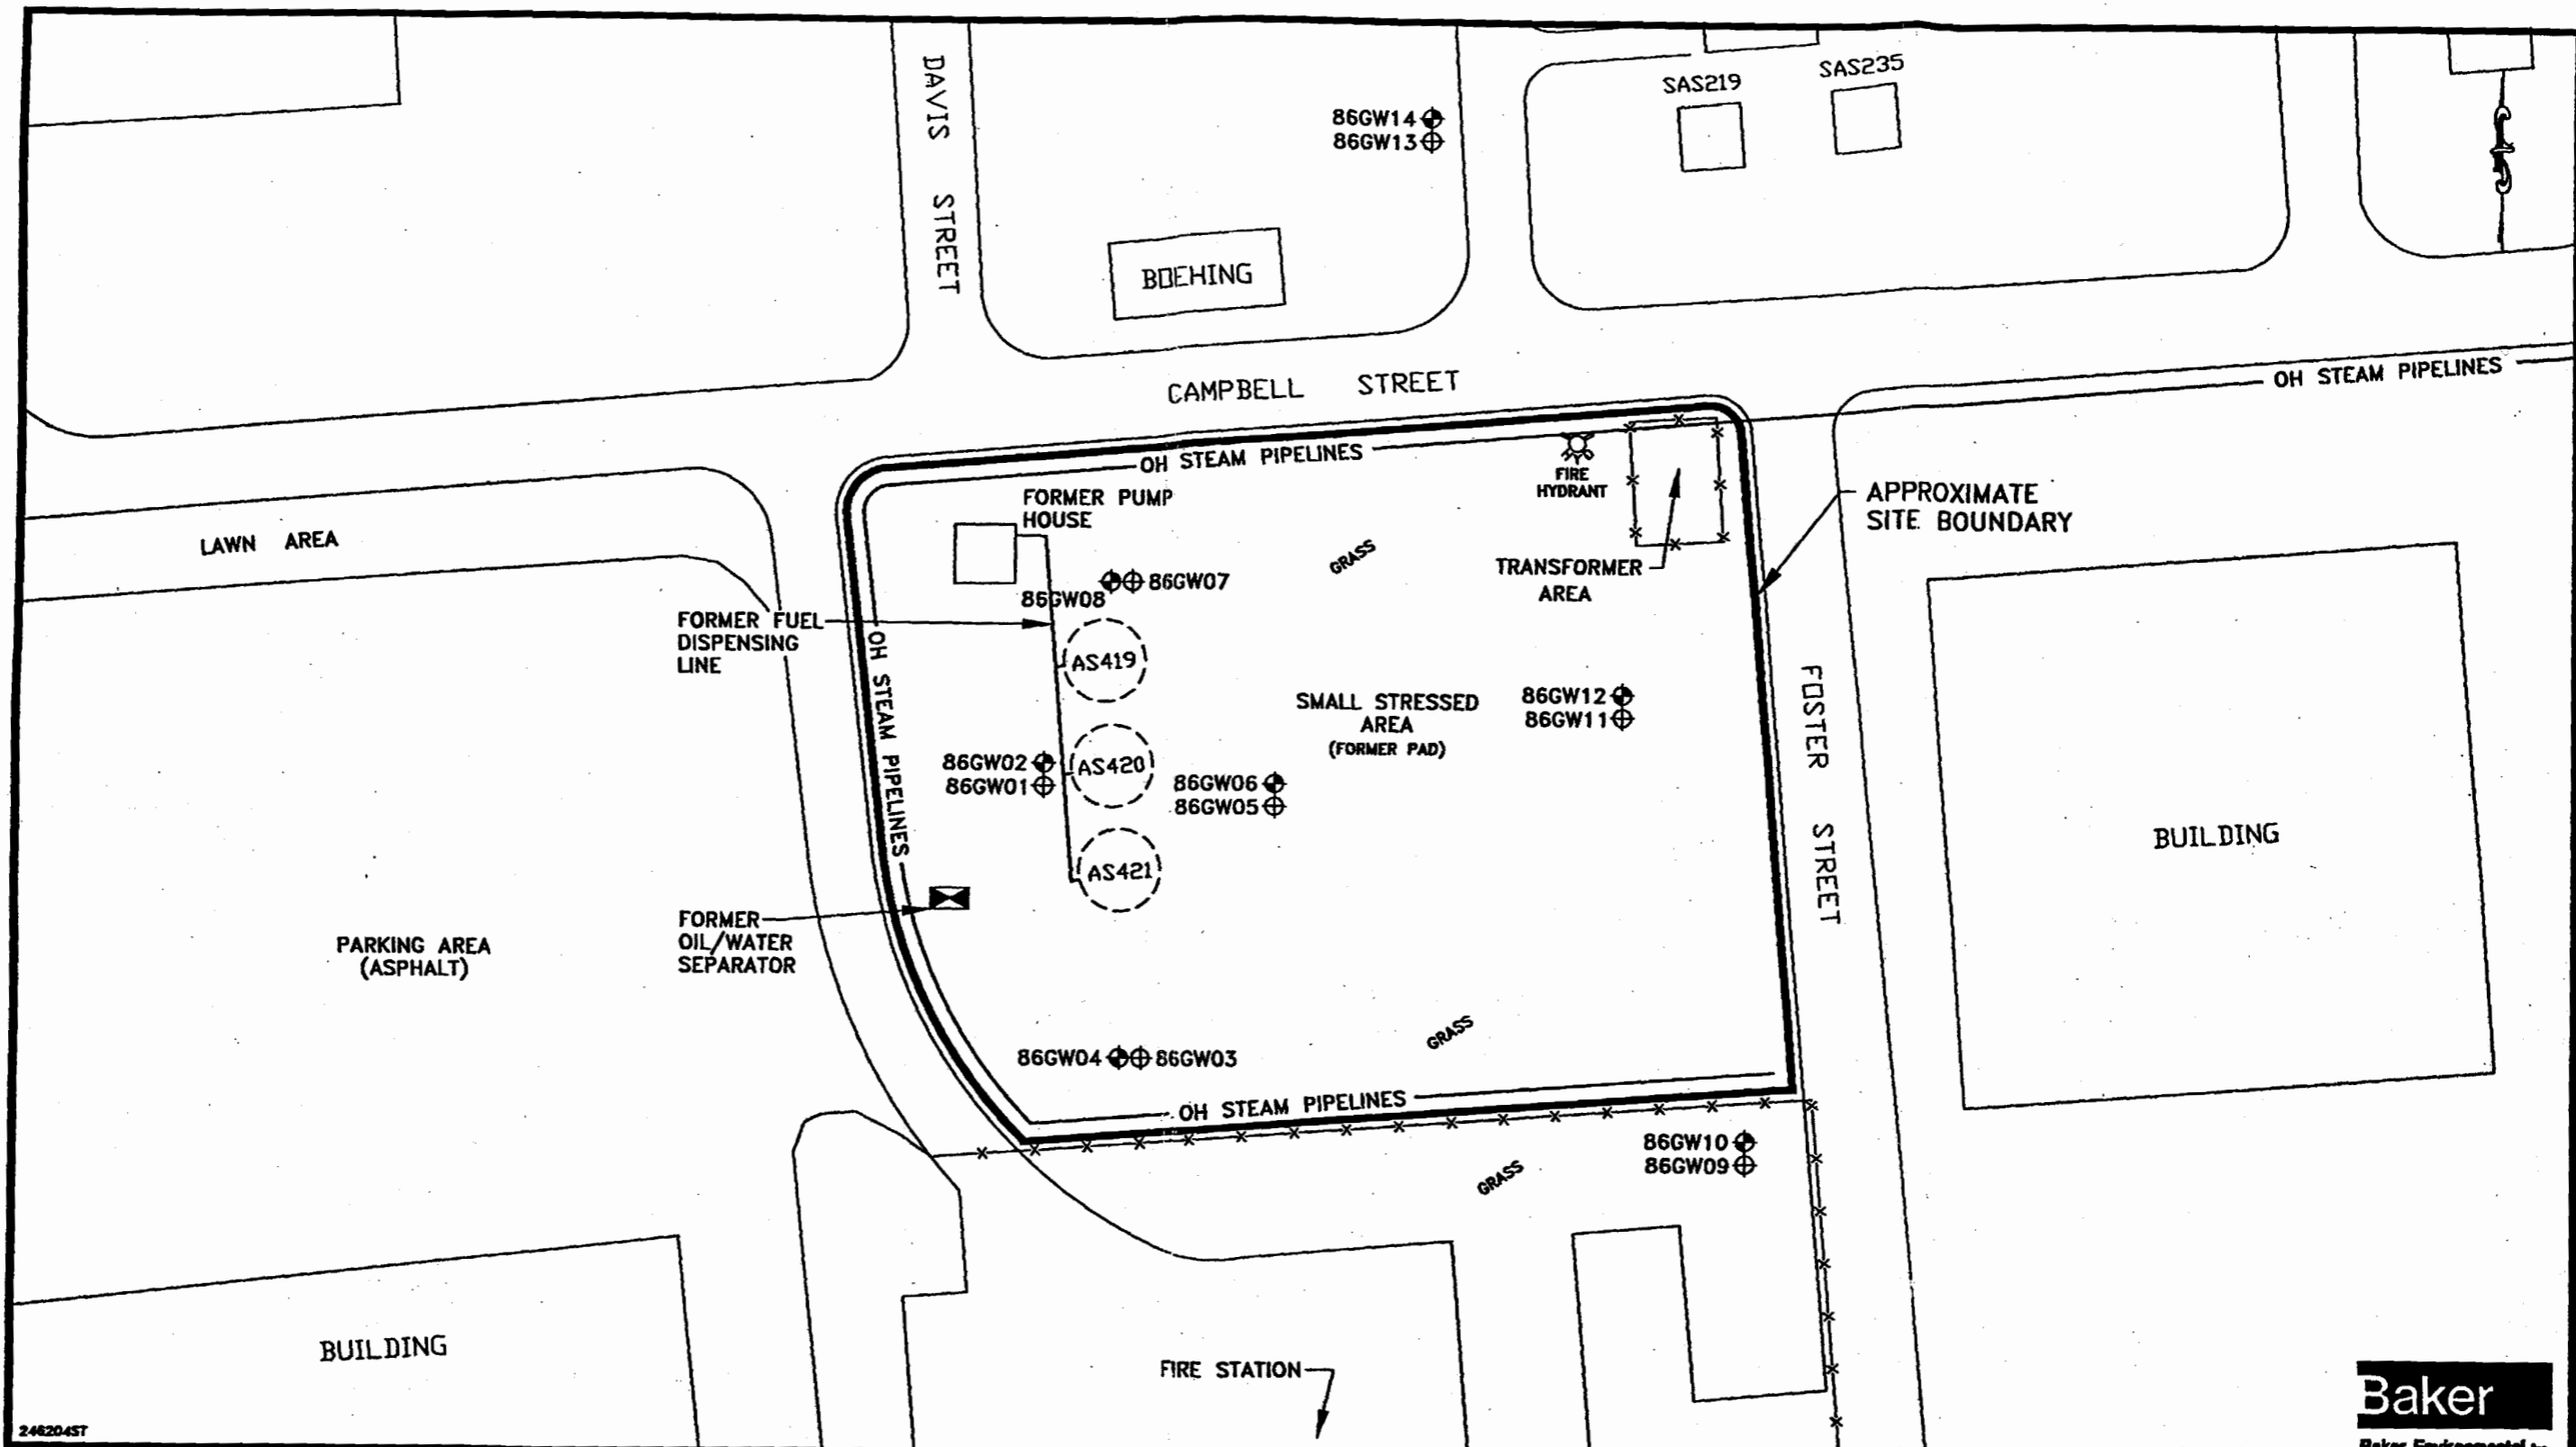 DAVIS STREET
86GW14
86GW13
SAS219
SAS235
BOEHING
CAMPBELL STREET
OH STEAM PIPELINES
OH STEAM PIPELINES
FIRE
HYDRANT
FORMER PUMP
HOUSE
LAWN AREA
APPROXIMATE
SITE BOUNDARY
GRASS
TRANSFORMER
AREA
86GW07
86GW08
FORMER FUEL
DISPENSING
LINE
OH STEAM PIPELINES
AS419
SMALL STRESSED
AREA
(FORMER PAD)
86GW12
86GW11
FOSTER STREET
86GW02
86GW01
AS420
86GW06
86GW05
BUILDING
AS421
FORMER
OIL/WATER
SEPARATOR
PARKING AREA
(ASPHALT)
GRASS
86GW04
86GW03
OH STEAM PIPELINES
86GW10
86GW09
GRASS
BUILDING
FIRE STATION
246204ST
Baker
Baker Environmental